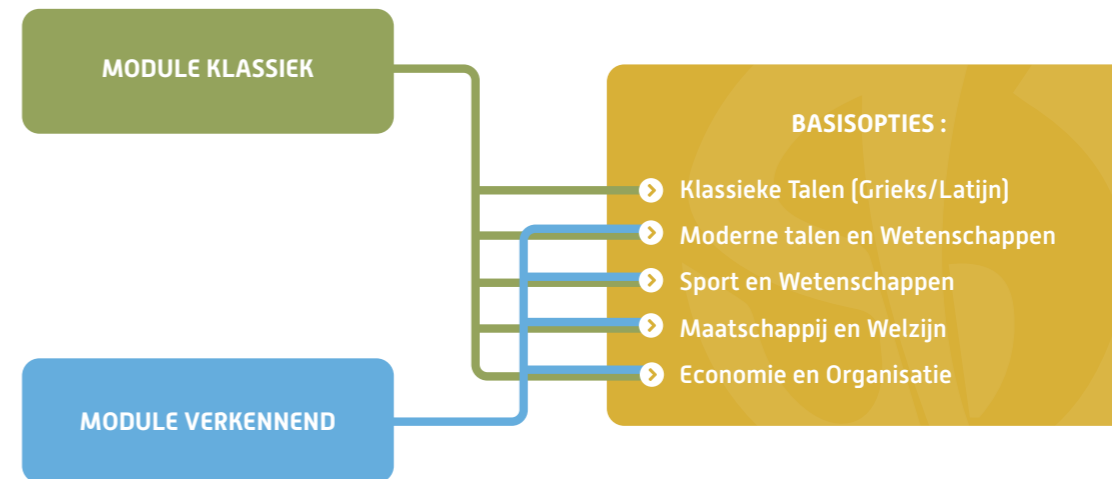 MODULE KLASSIEK
BASISOPTIES :
Klassieke Talen (Grieks/Latijn)
Moderne talen en Wetenschappen
Sport en Wetenschappen
Maatschappij en Welzijn
Economie en Organisatie
MODULE VERKENNEND